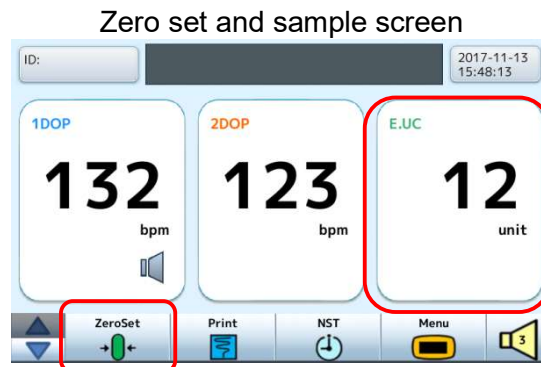 Zero set and sample screen
ID:
2017-11-13
15:48:13
1DOP
132
bpm
2DOP
123
bpm
E.UC
12
unit
ZeroSet
Print
NST
Menu
3